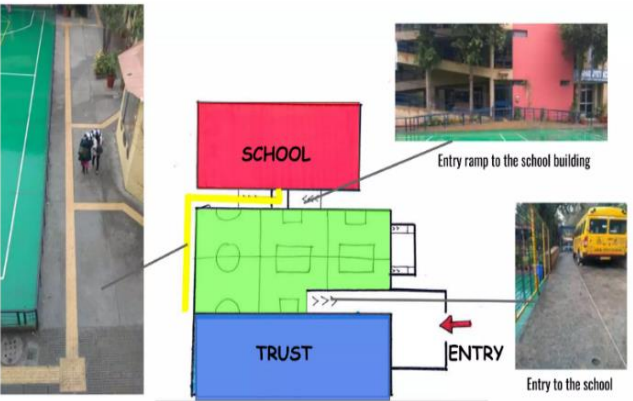 SCHOOL
Entry ramp to the school building
>>>
TRUST
ENTRY
Entry to the school